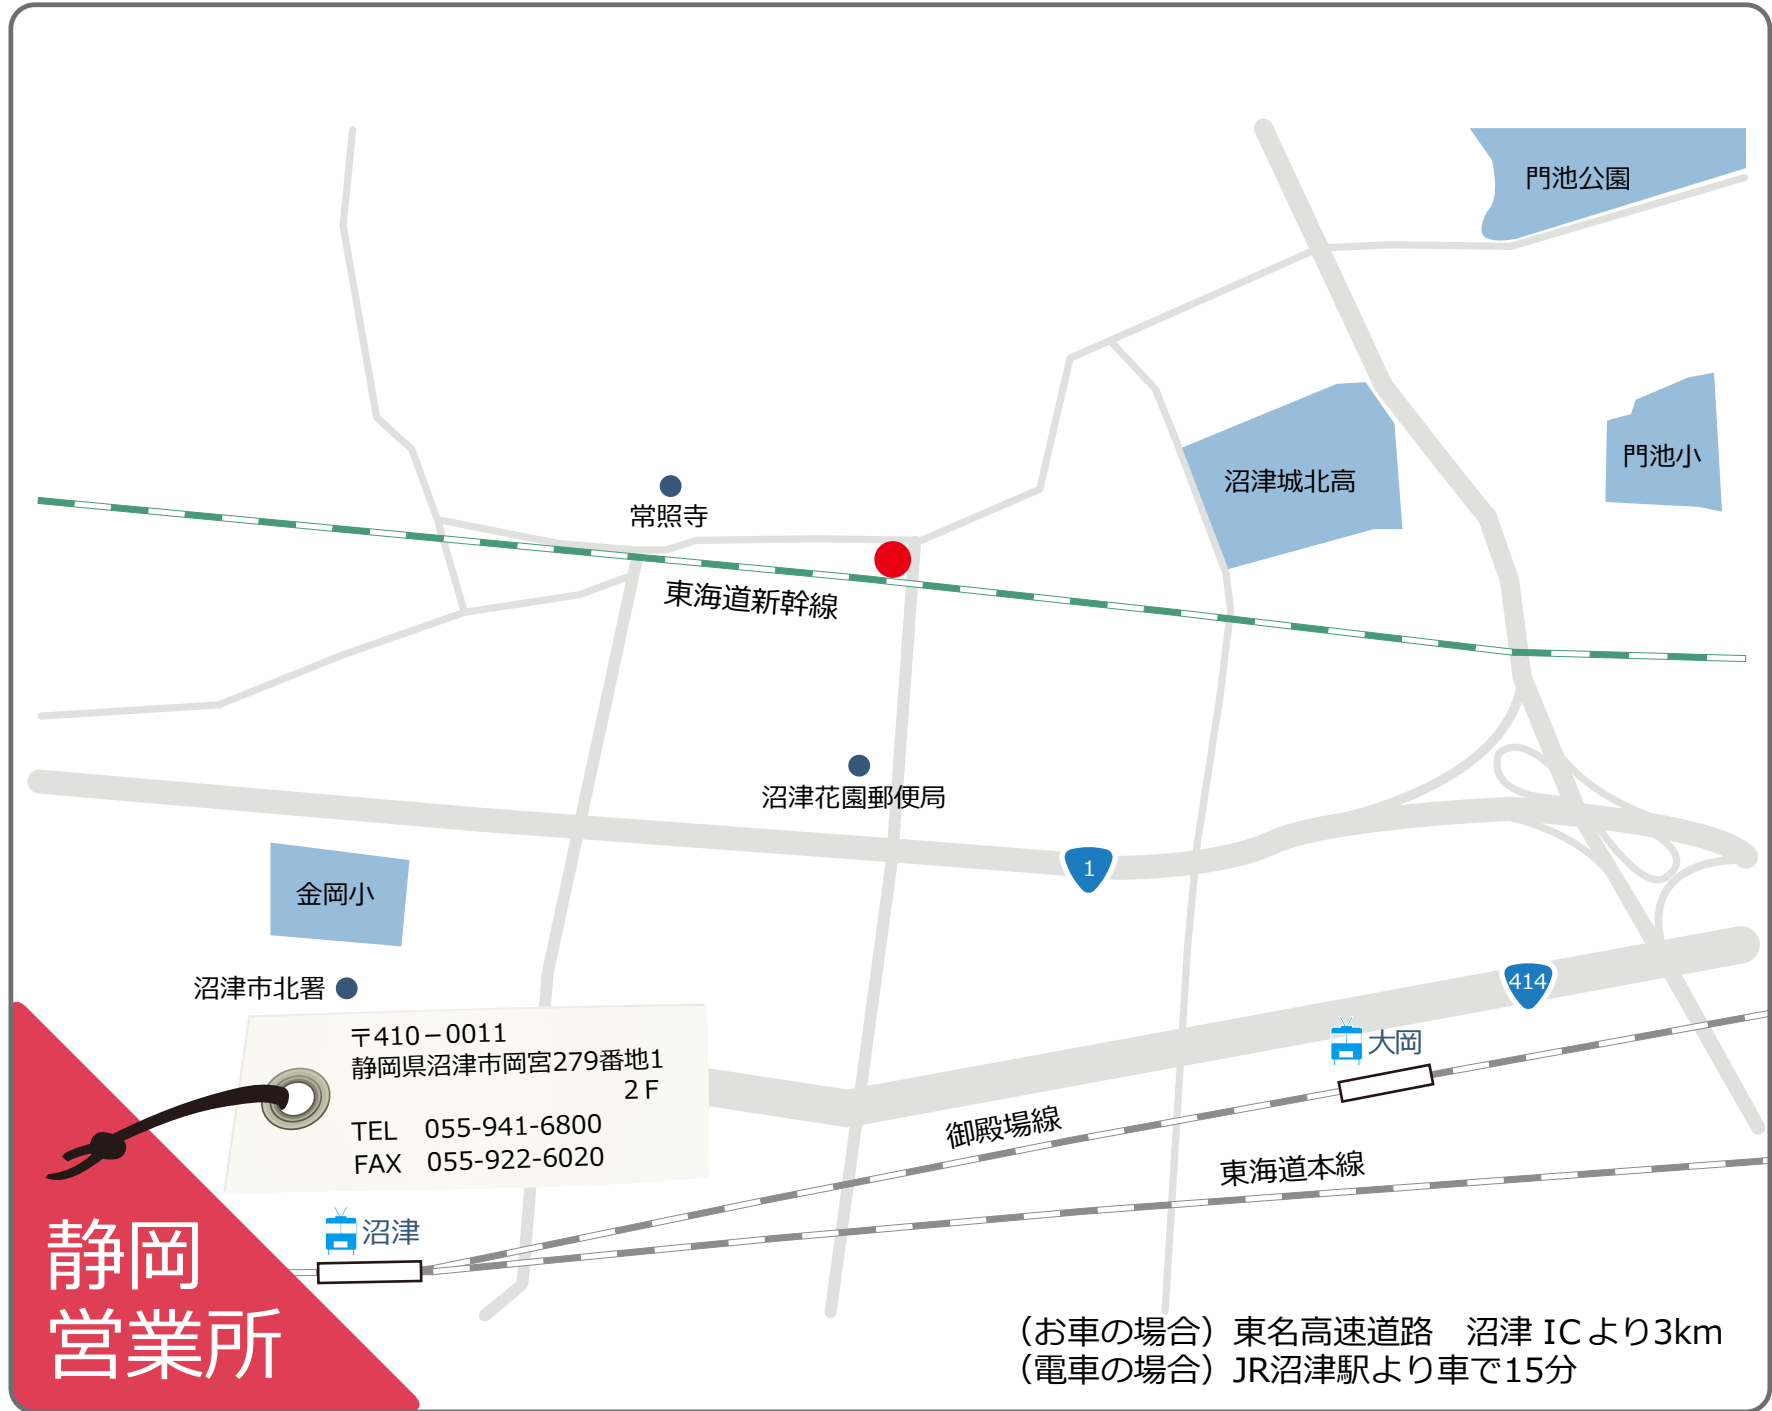 門池公園
門池小
沼津城北高
常照寺
東海道新幹線
沼津花園郵便局
1
金岡小
沼津市北署
414
大岡
〒410－0011
静岡県沼津市岡宮279番地1
２Ｆ
TEL　055-941-6800
FAX　055-922-6020
御殿場線
東海道本線
沼津
静岡
営業所
（お車の場合）東名高速道路　沼津 ICより3km
（電車の場合）JR沼津駅より車で15分